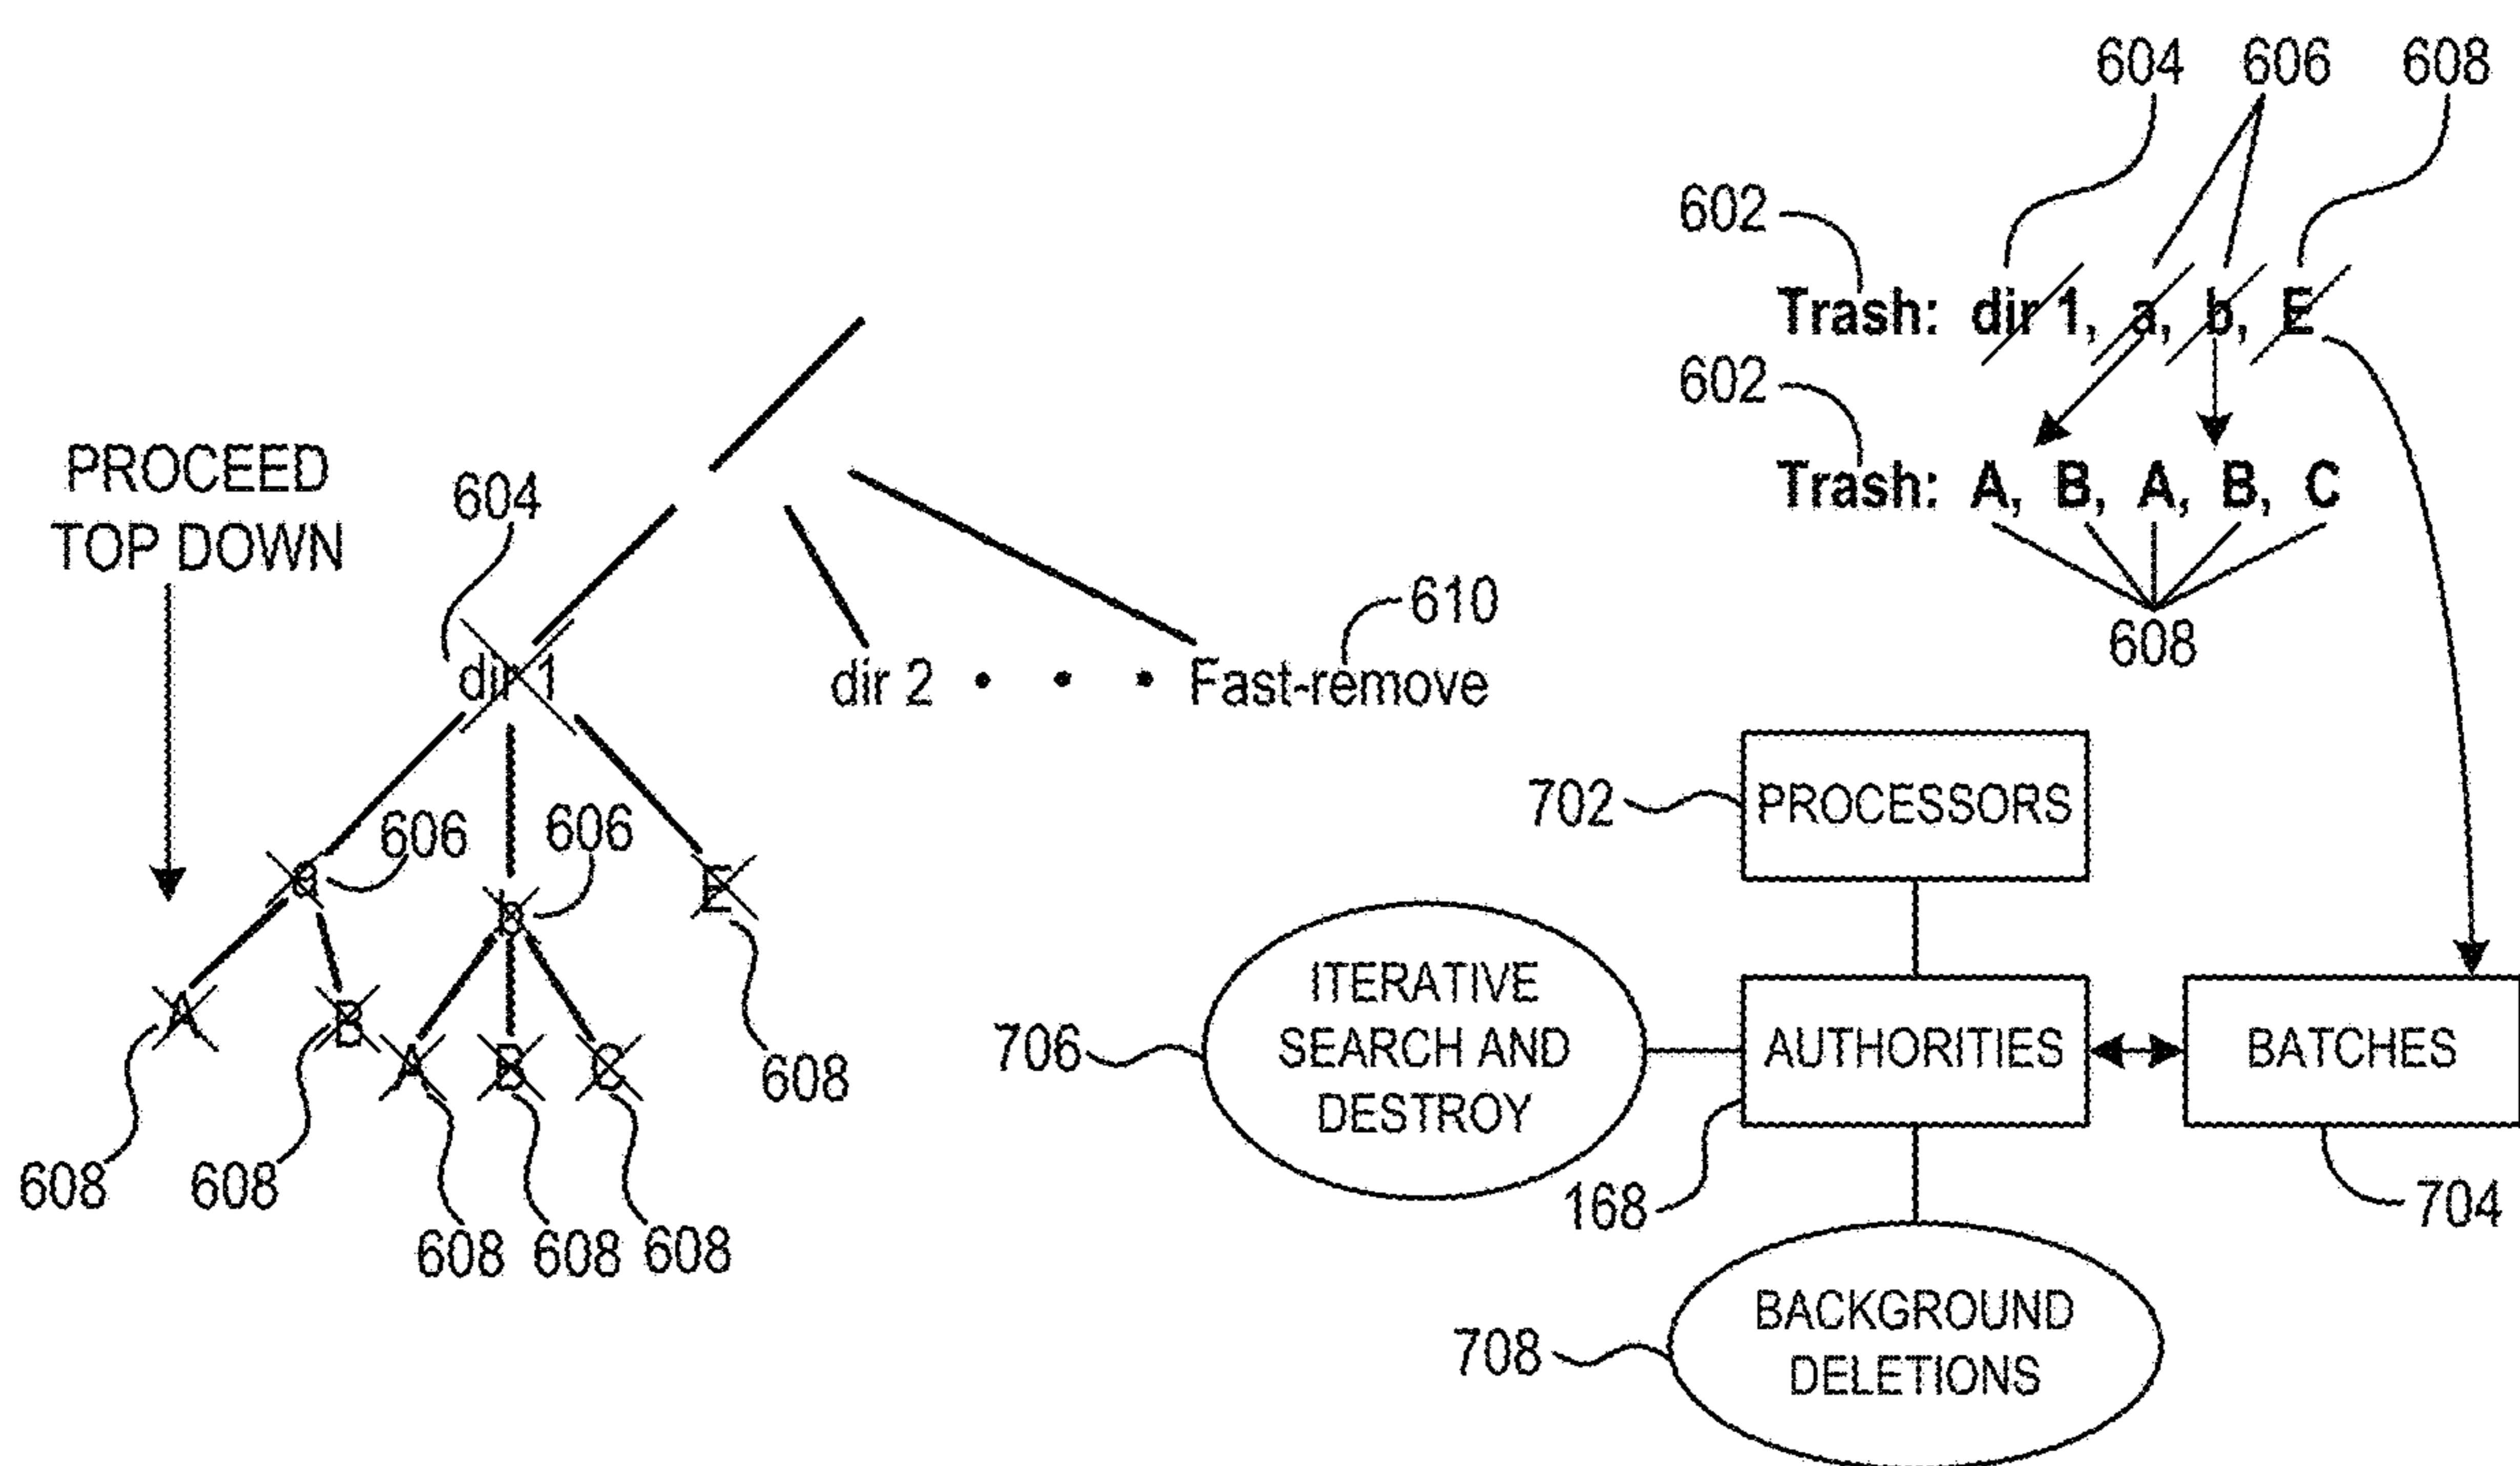 604 606 608
602
Trash: dir 1, a, b, E
602
Trash: A, B, A, B, C
608
PROCEED
TOP DOWN
604
610
dir 1 dir 2 • • • Fast-remove
606 606
a b E
A B A B C
608
608 608
608 608 608
702 PROCESSORS
706 ITERATIVE
SEARCH AND
DESTROY
AUTHORITIES
BATCHES
168
704
708 BACKGROUND
DELETIONS